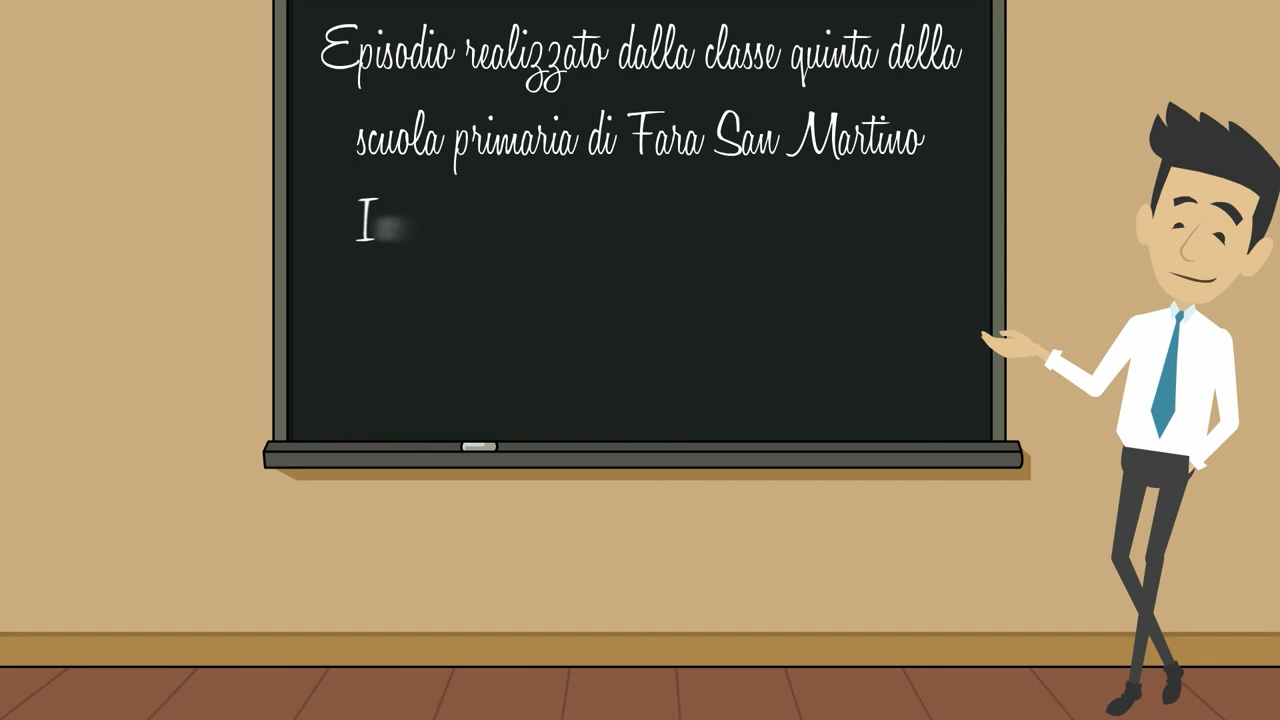 Episodio realizzato dalla classe quinta della
scuola primaria di Fara San Martino
I